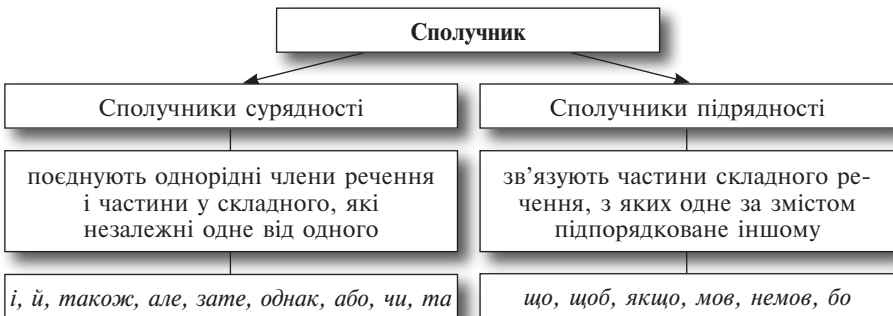 Сполучник
Сполучники сурядності
поєднують однорідні члени речення
і частини у складного, які
незалежні одне від одного
і, й, також, але, зате, однак, або, чи, та
Сполучники підрядності
зв'язують частини складного ре-
чення, з яких одне за змістом
підпорядковане іншому
що, щоб, якщо, мов, немов, бо